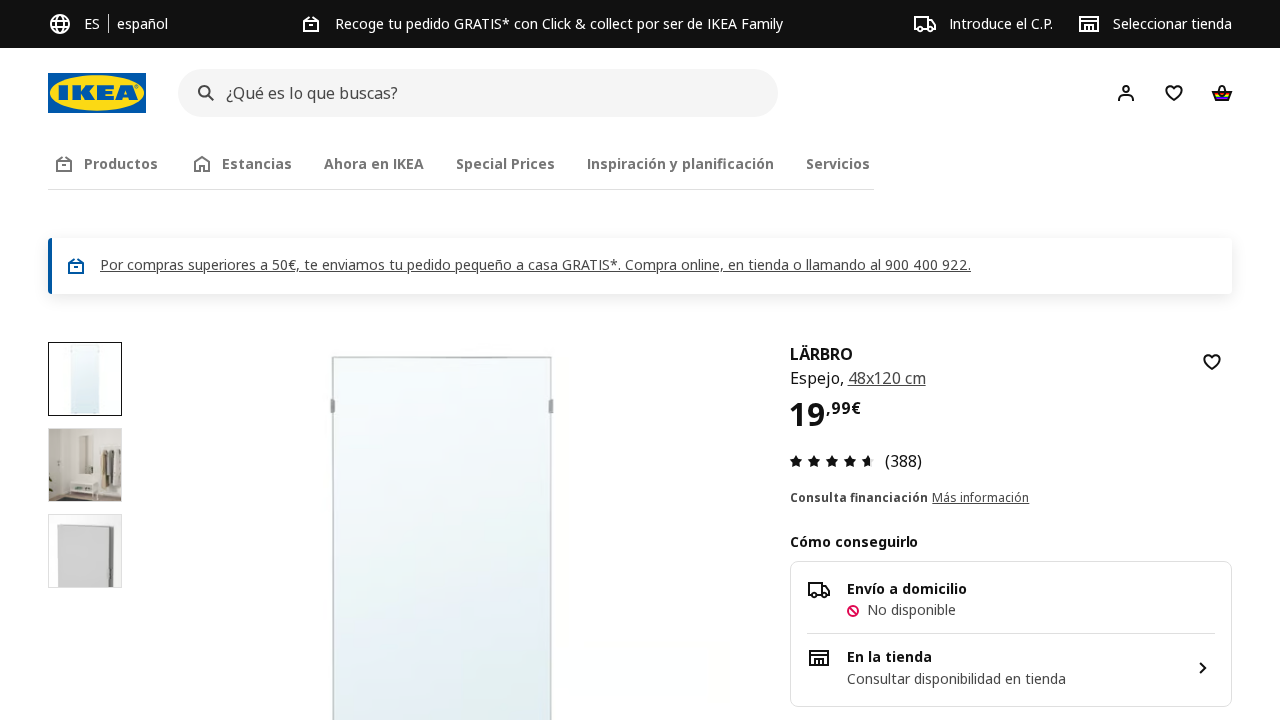 ES español
Recoge tu pedido GRATIS* con Click & collect por ser de IKEA Family
Introduce el C.P.
Seleccionar tienda
IKEA
¿Qué es lo que buscas?
Productos
Estancias
Ahora en IKEA
Special Prices
Inspiración y planificación
Servicios
Por compras superiores a 50€, te enviamos tu pedido pequeño a casa GRATIS*. Compra online, en tienda o llamando al 900 400 922.
LÄRBRO
Espejo, 48x120 cm
19,99€
(388)
Consulta financiación Más información
Cómo conseguirlo
Envío a domicilio
No disponible
En la tienda
Consultar disponibilidad en tienda